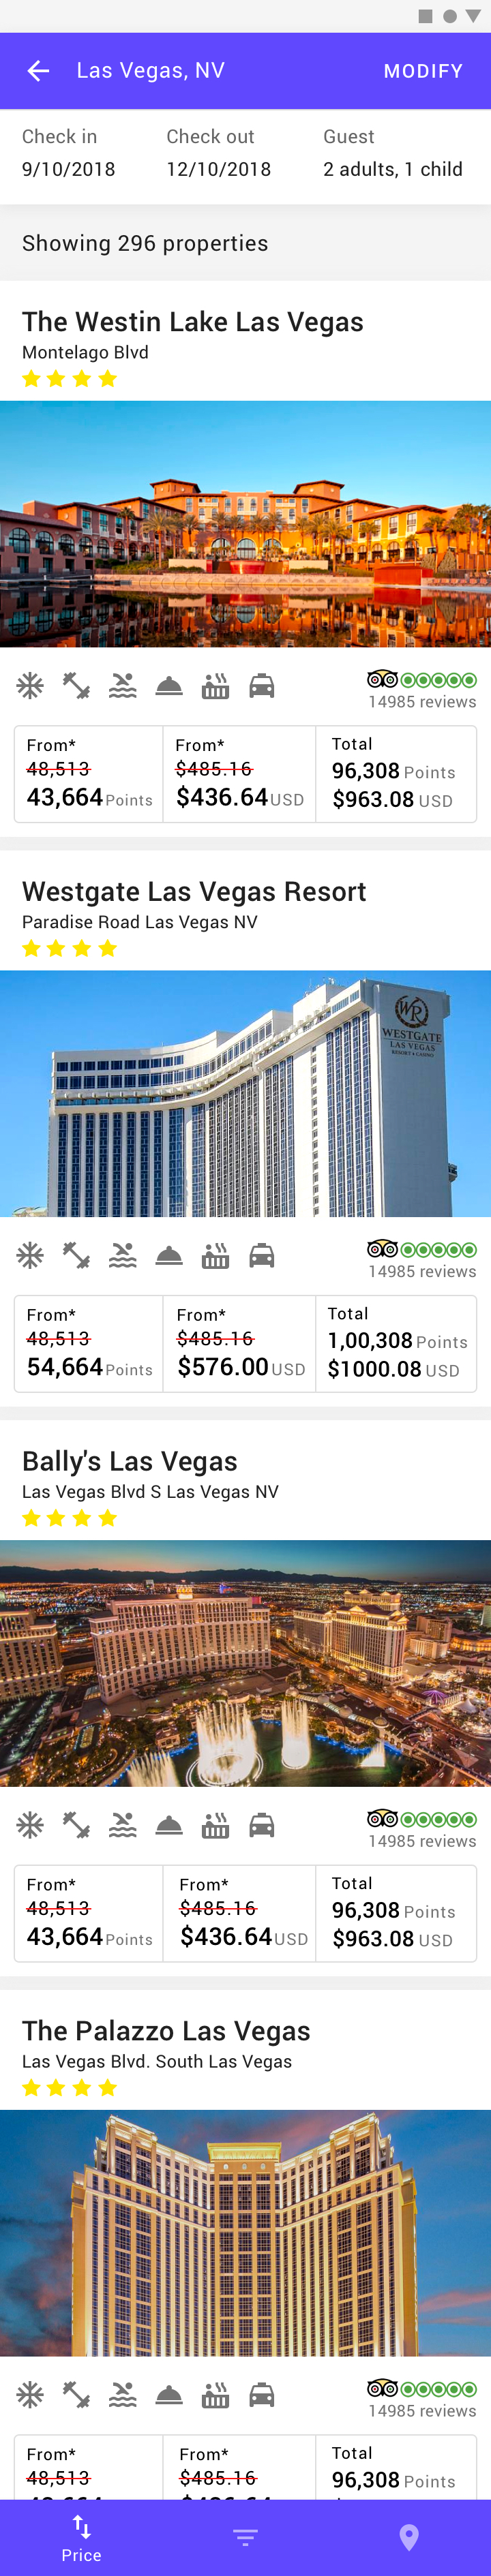 Las Vegas, NV MODIFY
Check in Check out Guest
9/10/2018 12/10/2018 2 adults, 1 child
Showing 296 properties
The Westin Lake Las Vegas
Montelago Blvd
14985 reviews
From* From* Total
48,513 $485.16 96,308 Points
43,664 Points $436.64 USD $963.08 USD
Westgate Las Vegas Resort
Paradise Road Las Vegas NV
WR
WESTGATE
LAS VEGAS
RESORT & CASINO
14985 reviews
From* From* Total
48,513 $485.16 1,00,308 Points
54,664 Points $576.00 USD $1000.08 USD
Bally's Las Vegas
Las Vegas Blvd S Las Vegas NV
14985 reviews
From* From* Total
48,513 $485.16 96,308 Points
43,664 Points $436.64 USD $963.08 USD
The Palazzo Las Vegas
Las Vegas Blvd. South Las Vegas
14985 reviews
From* From* Total
48,513 $485.16 96,308 Points
Price